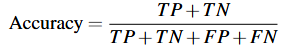 Accuracy = (TP + TN) / (TP + TN + FP + FN)